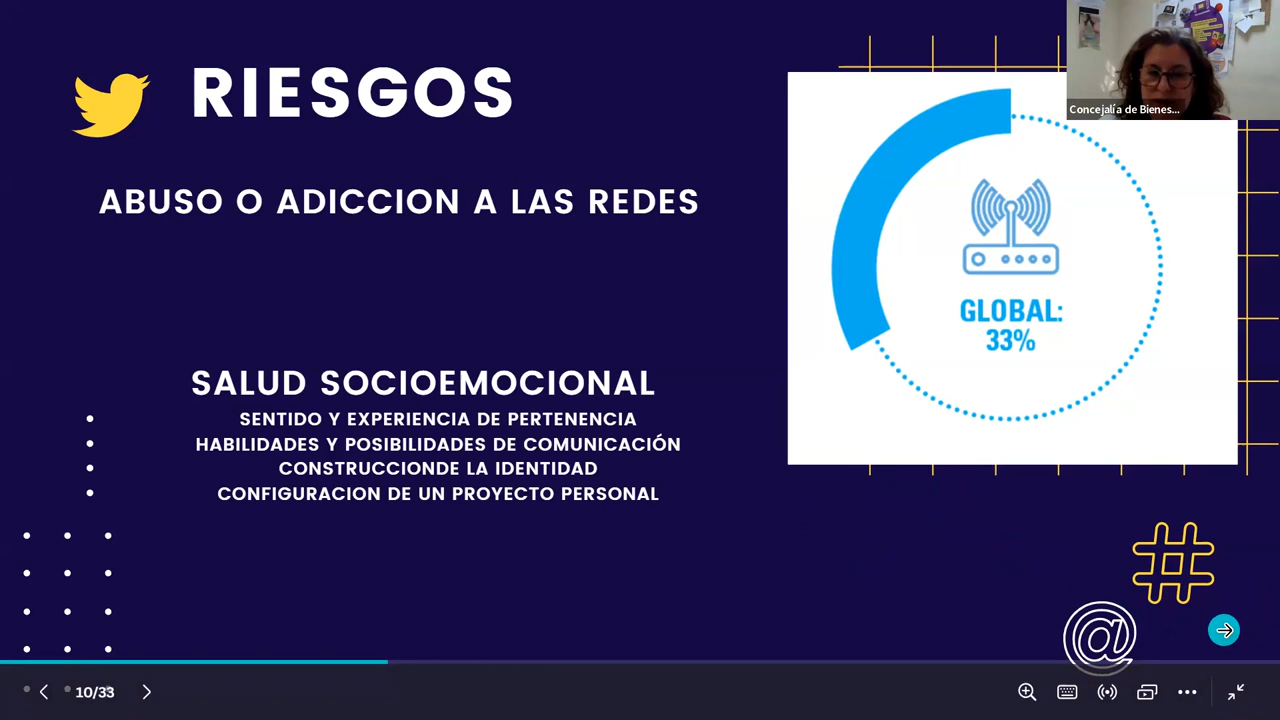 RIESGOS
ABUSO O ADICCION A LAS REDES
SALUD SOCIOEMOCIONAL
SENTIDO Y EXPERIENCIA DE PERTENENCIA
HABILIDADES Y POSIBILIDADES DE COMUNICACIÓN
CONSTRUCCIONDE LA IDENTIDAD
CONFIGURACION DE UN PROYECTO PERSONAL
GLOBAL:
33%
Concejalía de Bienes...
10/33